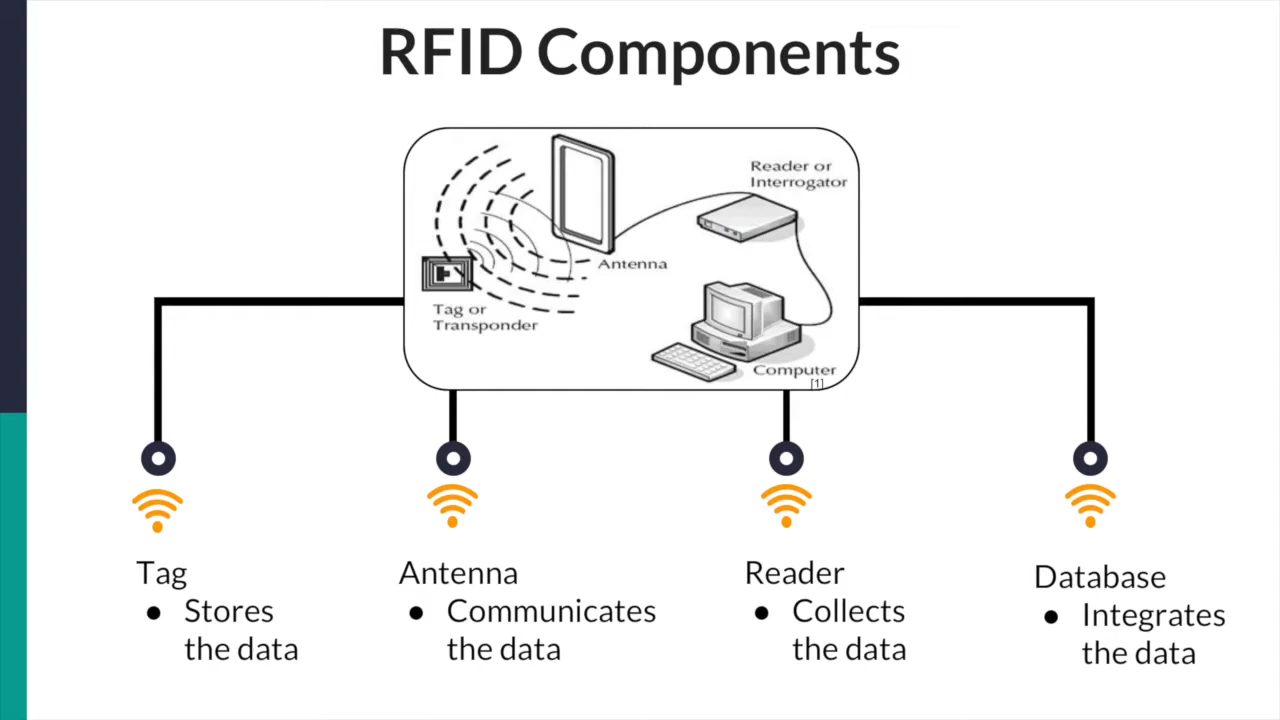 RFID Components
Reader or
Interrogator
Antenna
Tag or
Transponder
Computer
[1]
Tag
● Stores
the data
Antenna
● Communicates
the data
Reader
● Collects
the data
Database
● Integrates
the data